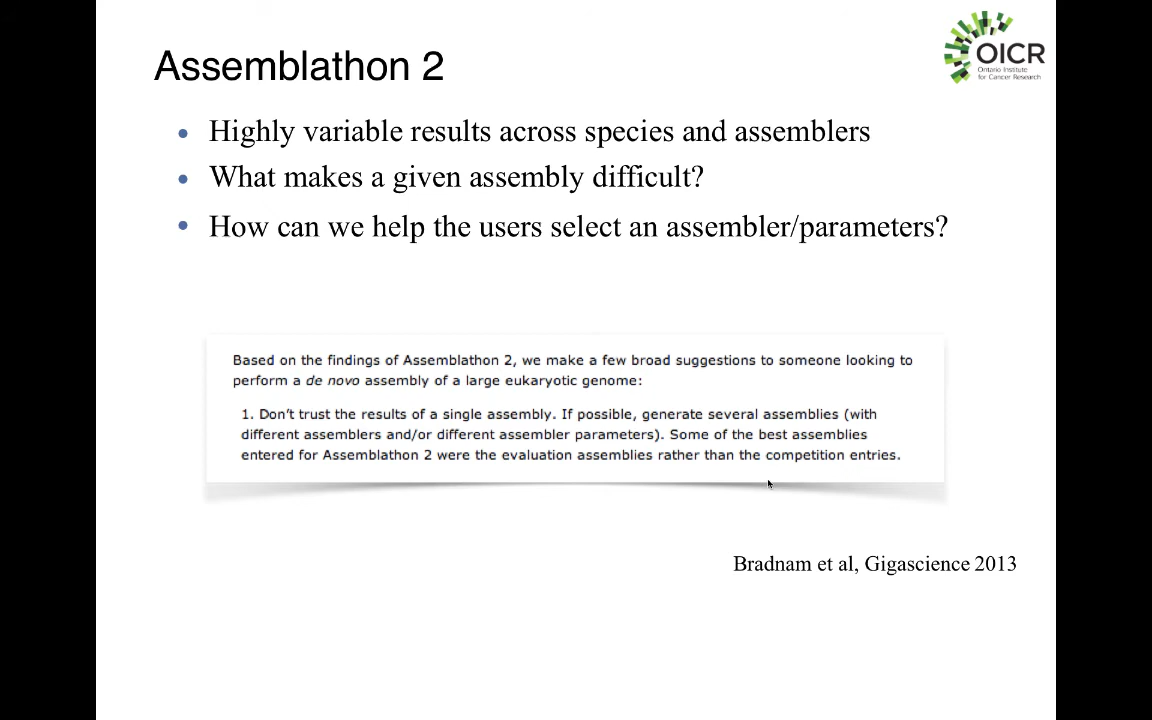 Assemblathon 2
OICR
Ontario Institute
for Cancer Research
• Highly variable results across species and assemblers
• What makes a given assembly difficult?
• How can we help the users select an assembler/parameters?
Based on the findings of Assemblathon 2, we make a few broad suggestions to someone looking to
perform a de novo assembly of a large eukaryotic genome:
1. Don't trust the results of a single assembly. If possible, generate several assemblies (with
different assemblers and/or different assembler parameters). Some of the best assemblies
entered for Assemblathon 2 were the evaluation assemblies rather than the competition entries.
Bradnam et al, Gigascience 2013